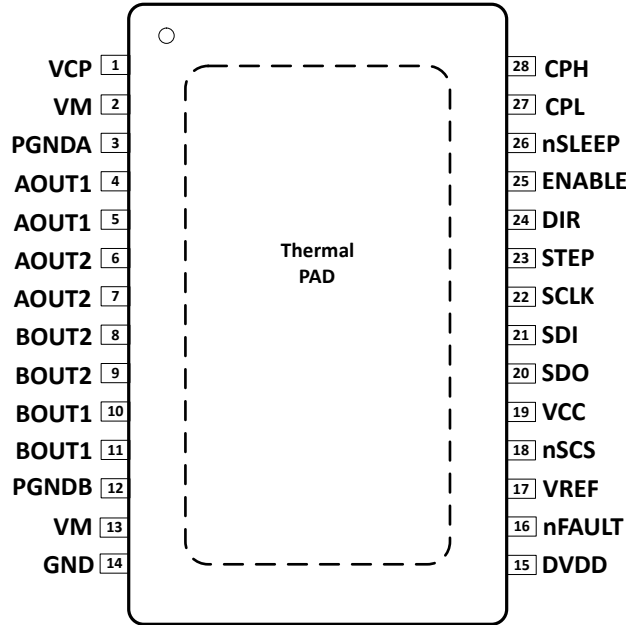 VCP 1
VM 2
PGNDA 3
AOUT1 4
AOUT1 5
AOUT2 6
AOUT2 7
BOUT2 8
BOUT2 9
BOUT1 10
BOUT1 11
PGNDB 12
VM 13
GND 14
Thermal
PAD
28 CPH
27 CPL
26 nSLEEP
25 ENABLE
24 DIR
23 STEP
22 SCLK
21 SDI
20 SDO
19 VCC
18 nSCS
17 VREF
16 nFAULT
15 DVDD